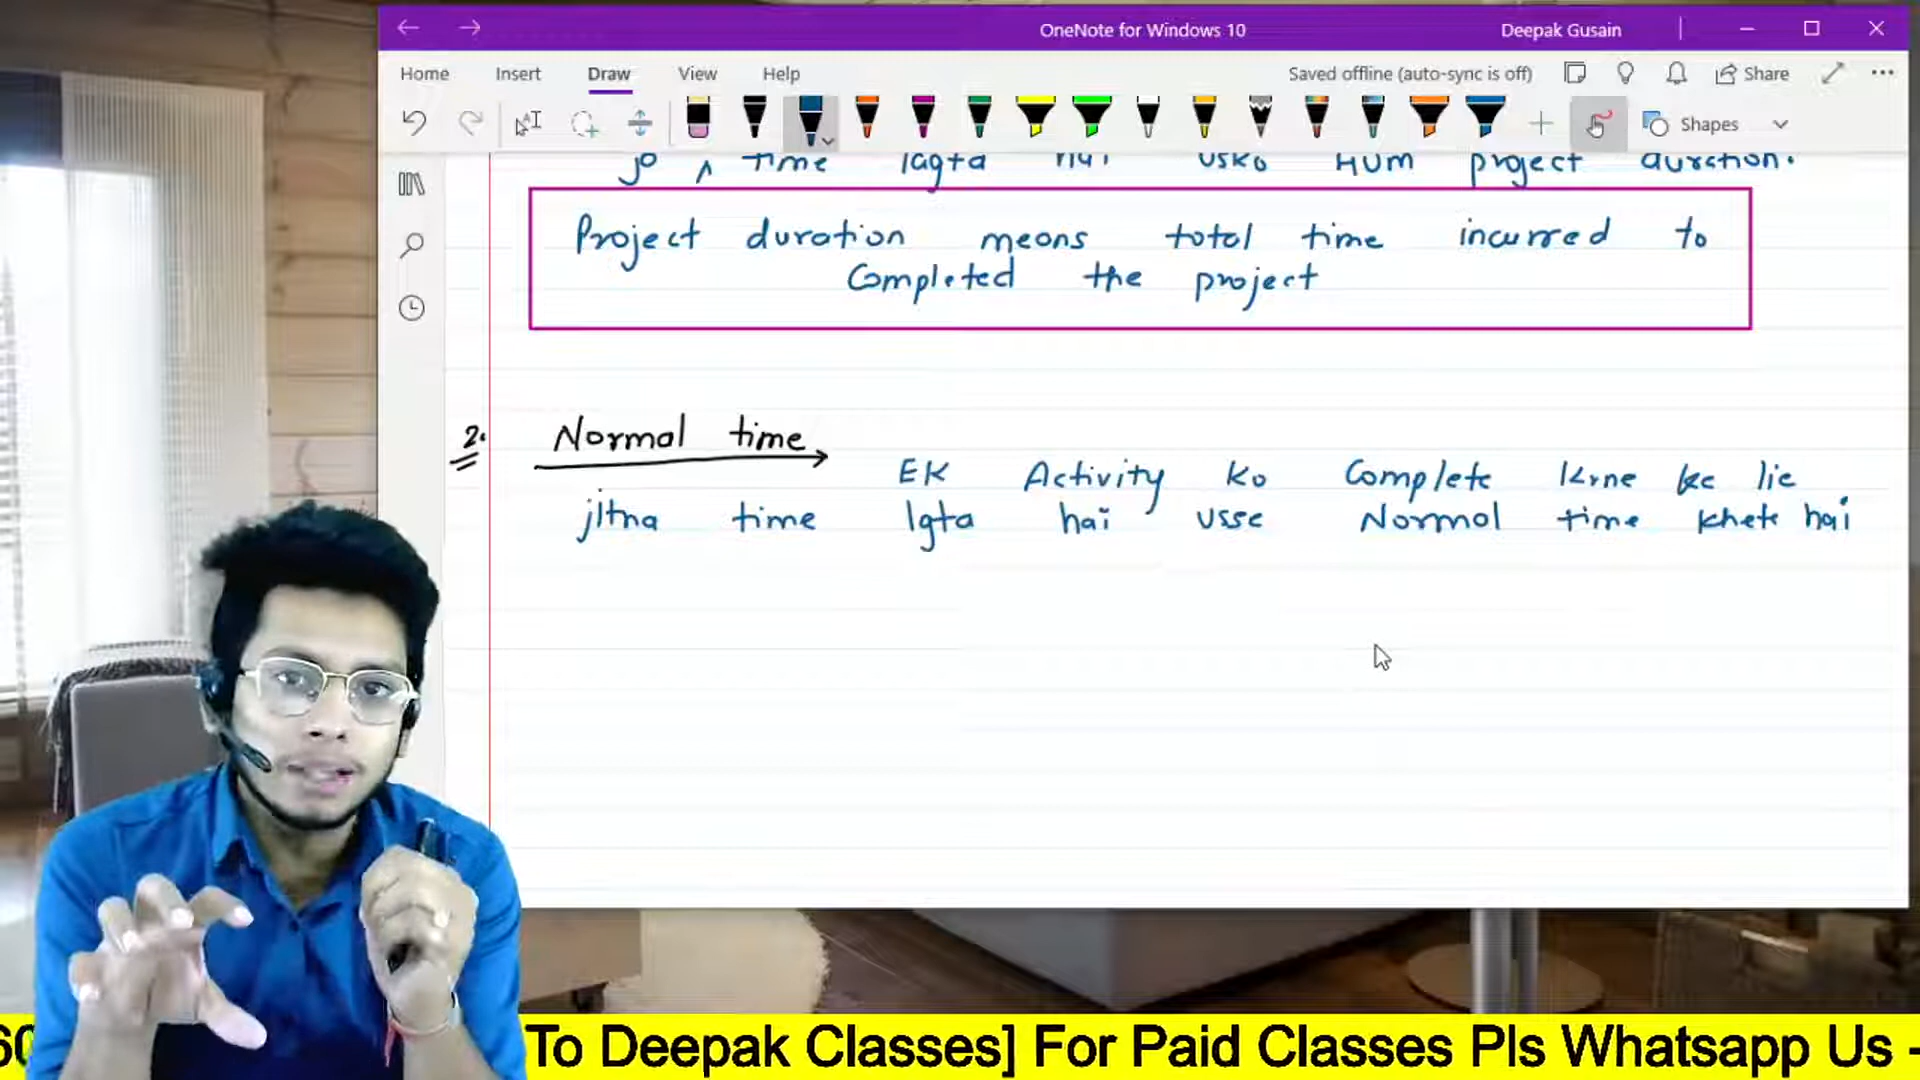 OneNote for Windows 10 Deepak Gusain
Home Insert Draw View Help Saved offline (auto-sync is off) Share
Shapes
jo time lagta hai usko Hum project duration.
Project duration means total time incurred to
Completed the project
2. Normal time
EK Activity ko Complete Krne ke lie
jitna time lgta hai usse Normal time khete hai
60 To Deepak Classes] For Paid Classes Pls Whatsapp Us -